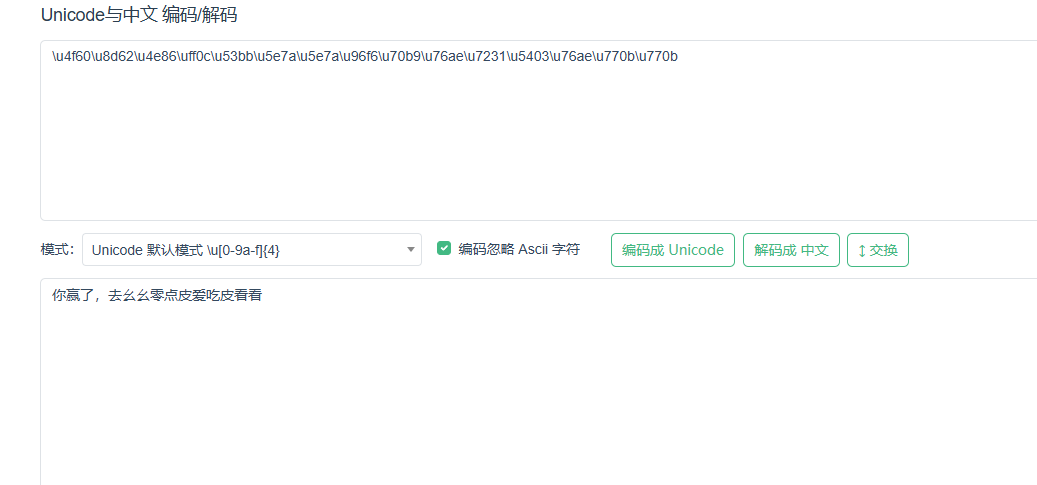 Unicode与中文 编码/解码
\u4f60\u8d62\u4e86\uff0c\u53bb\u5e7a\u5e7a\u96f6\u70b9\u76ae\u7231\u5403\u76ae\u770b\u770b
模式： Unicode 默认模式 \u[0-9a-f]{4} 编码忽略 Ascii 字符 编码成 Unicode 解码成 中文 ↕ 交换
你赢了，去幺幺零点皮爱吃皮看看